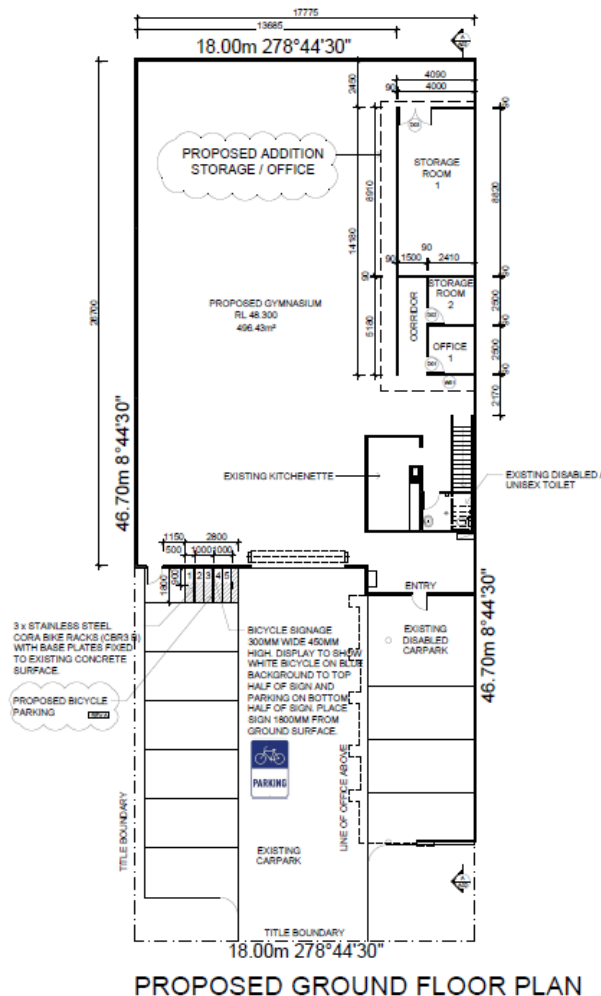 17775
13685
18.00m 278°44'30"
4090
90
4000
2450
90
PROPOSED ADDITION
STORAGE / OFFICE
STORAGE
ROOM
1
8910
8820
14180
90
90
1500
2410
90
90
STORAGE
ROOM
2
2500
CORRIDOR
90
PROPOSED GYMNASIUM
RL 48.300
496.43m²
26700
5180
OFFICE
1
2500
90
2170
46.70m 8°44'30"
EXISTING KITCHENETTE
EXISTING DISABLED /
UNISEX TOILET
1150
2800
500
1000
1000
1800
900
1
2
3
4
5
ENTRY
3 x STAINLESS STEEL
CORA BIKE RACKS
WITH BASE PLATES FIXED
TO EXISTING CONCRETE
SURFACE.
PROPOSED BICYCLE
PARKING
BICYCLE SIGNAGE
300MM WIDE 450MM
HIGH. DISPLAY TO SHOW
WHITE BICYCLE ON BLUE
BACKGROUND TO TOP
HALF OF SIGN AND
PARKING ON BOTTOM
HALF OF SIGN. PLACE
SIGN 1800MM FROM
GROUND SURFACE.
PARKING
EXISTING
DISABLED
CARPARK
46.70m 8°44'30"
LINE OF OFFICE ABOVE
TITLE BOUNDARY
EXISTING
CARPARK
TITLE BOUNDARY
18.00m 278°44'30"
PROPOSED GROUND FLOOR PLAN